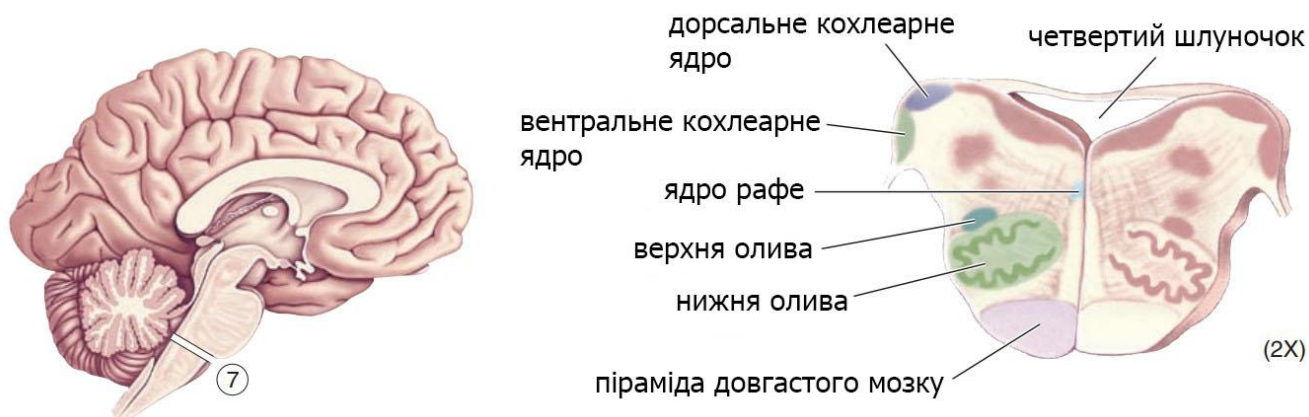 дорсальне кохлеарне
ядро
четвертий шлуночок
вентральне кохлеарне
ядро
ядро рафе
верхня олива
нижня олива
піраміда довгастого мозку
(2X)
7